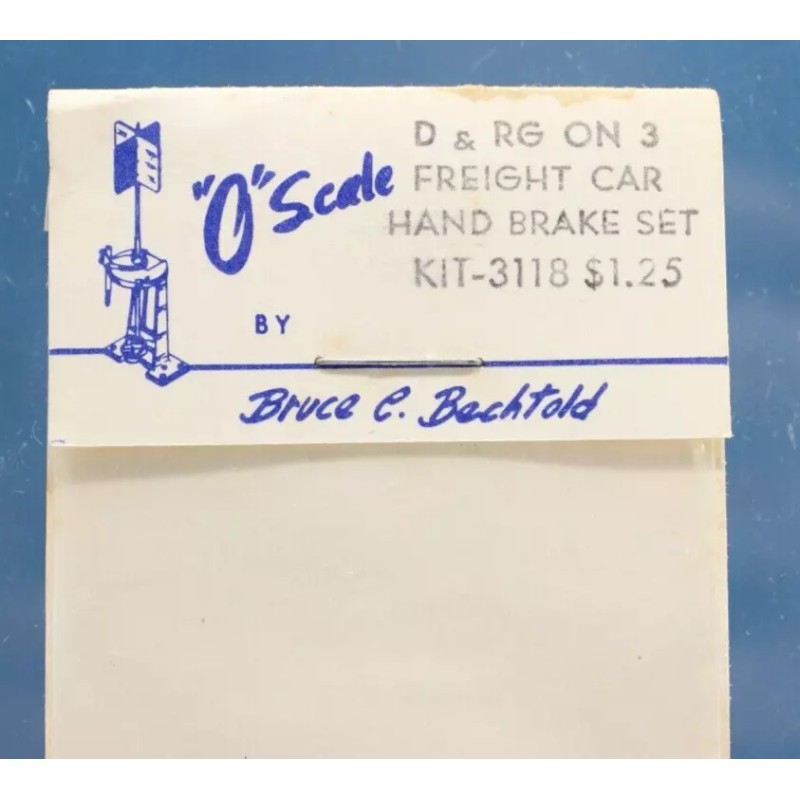 "O" Scale
BY
Bruce C. Bechtold
D & RG ON 3
FREIGHT CAR
HAND BRAKE SET
KIT-3118 $1.25